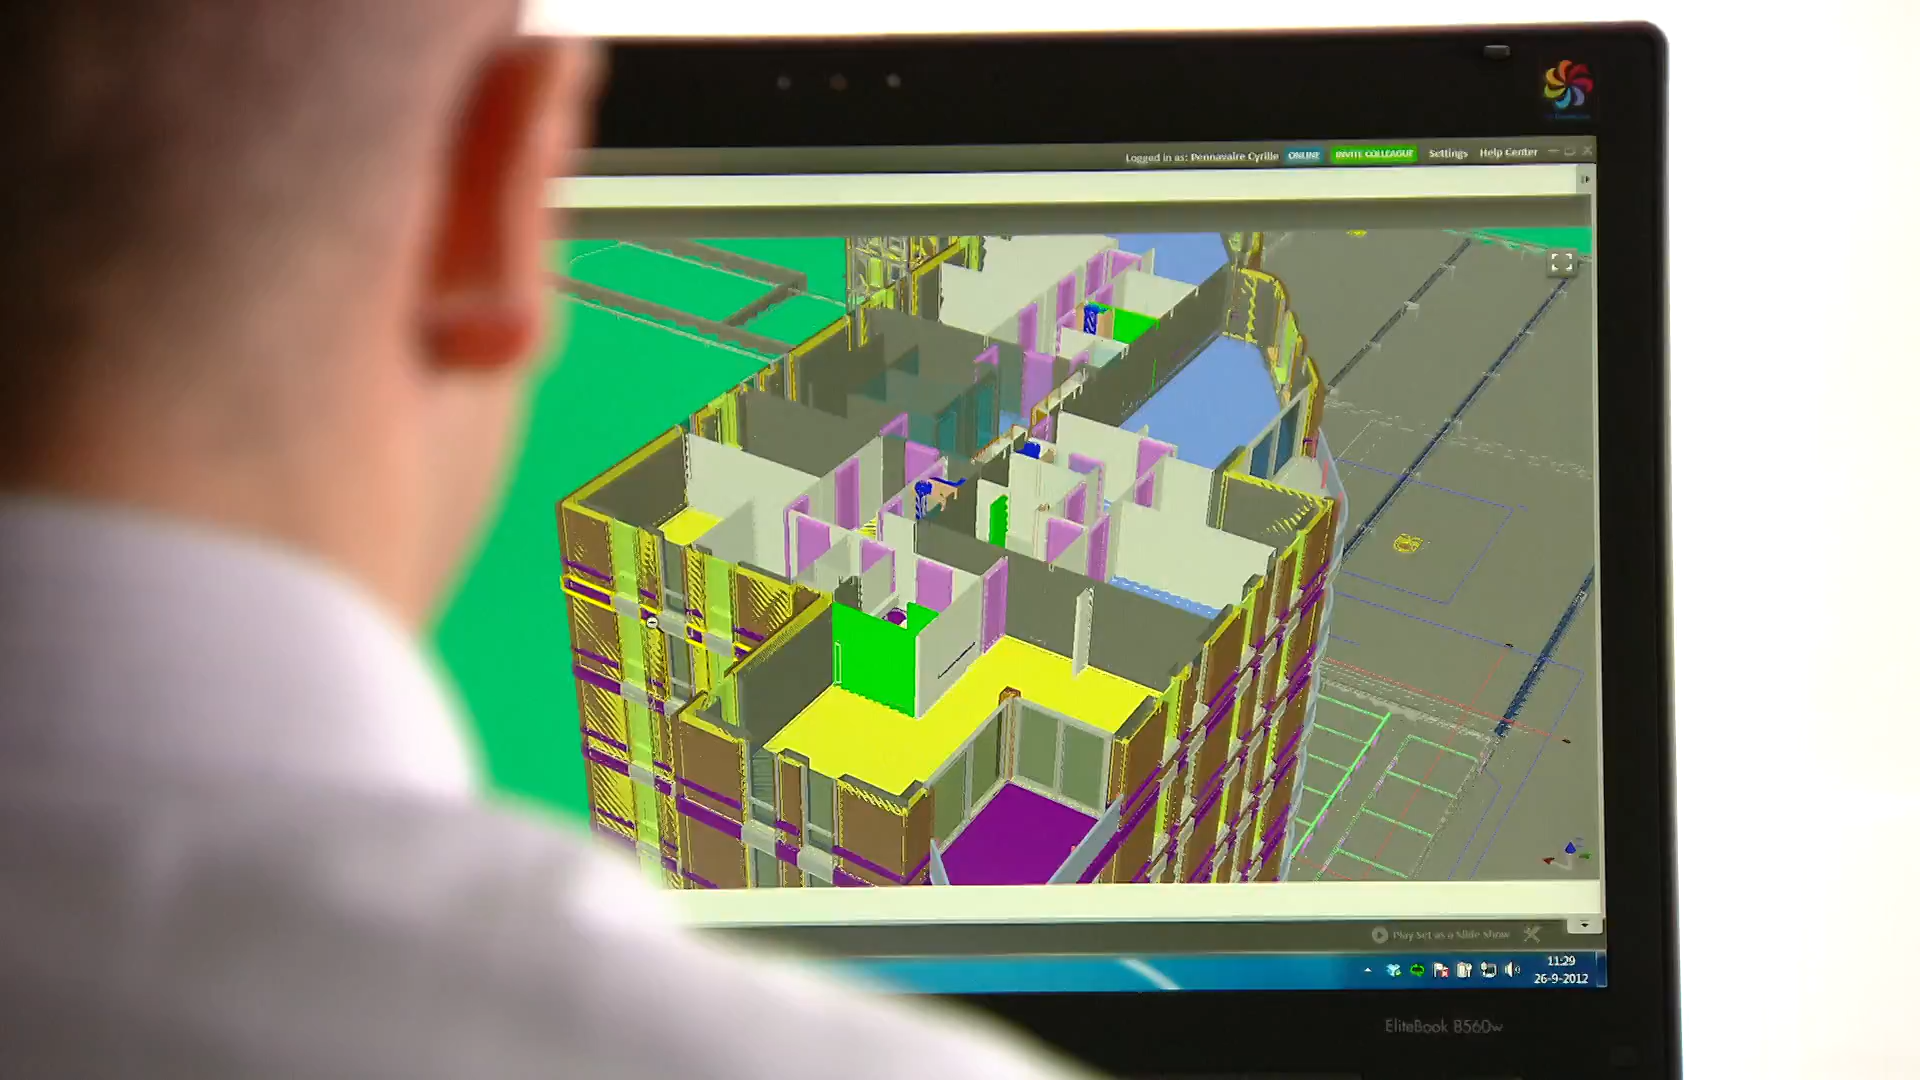 Logged in as: Pennavaire Cyrille ONLINE INVITE COLLEAGUE Settings Help Center
Play Set as a Slide Show
11:29
26-9-2012
EliteBook 8560w